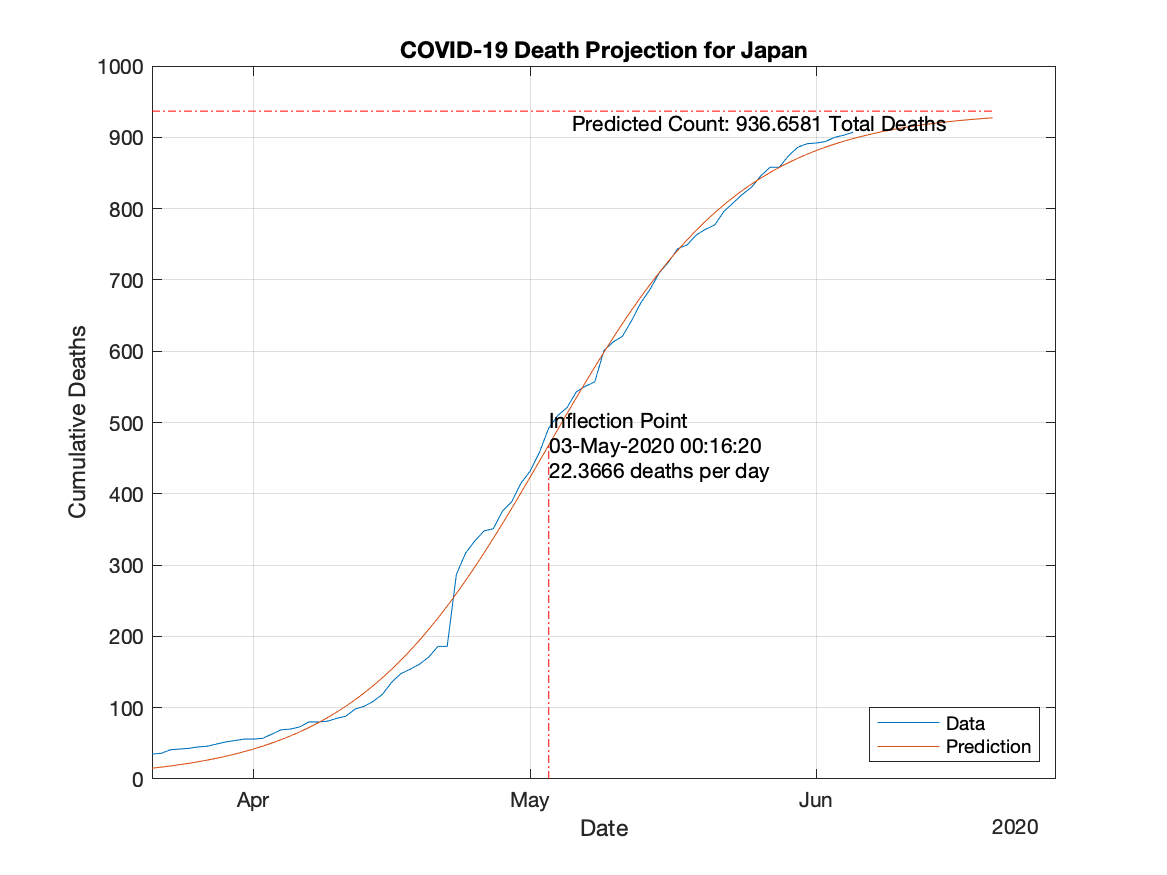 COVID-19 Death Projection for Japan
1000
Predicted Count: 936.6581 Total Deaths
900
800
700
600
500
Inflection Point
03-May-2020 00:16:20
22.3666 deaths per day
400
300
200
100
0
Cumulative Deaths
Data
Prediction
Apr
May
Jun
Date
2020